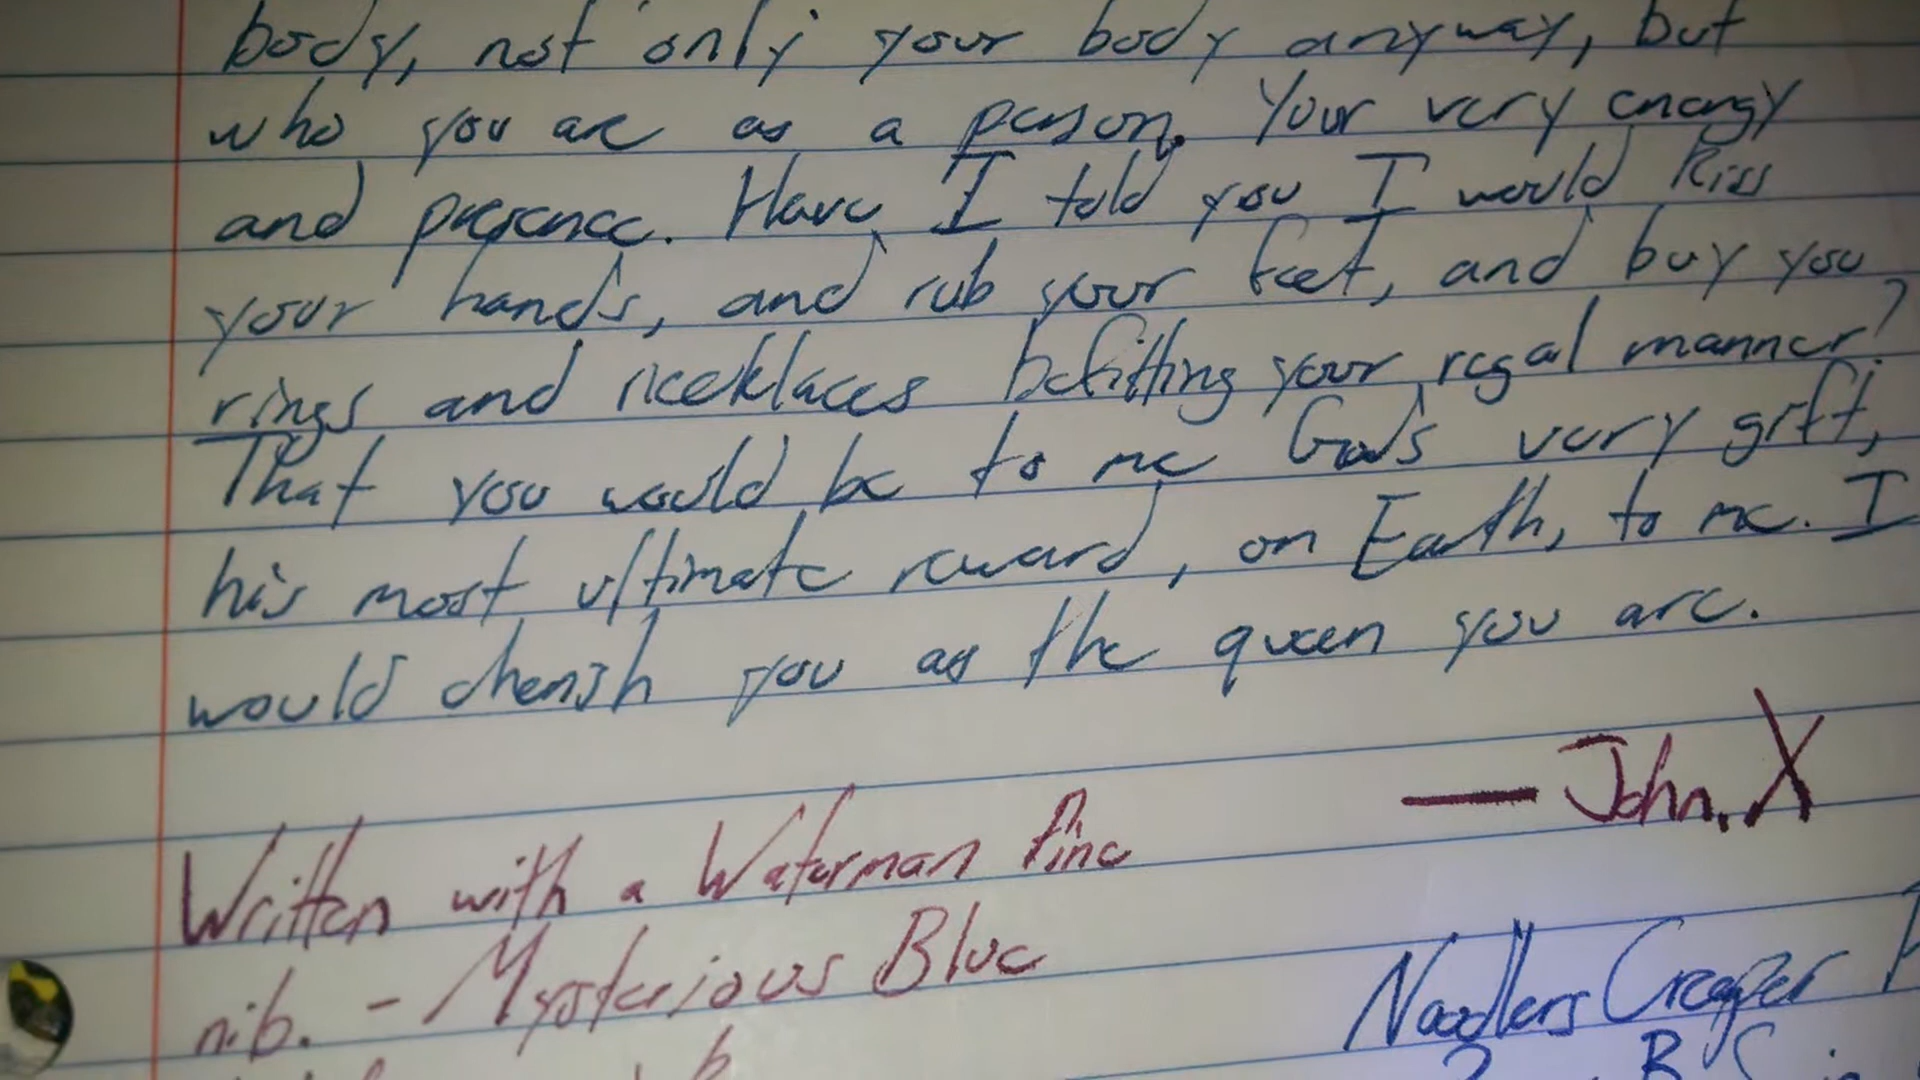 body, not only your body anyway, but
who you are as a person. Your very energy
and presence. Have I told you I would kiss
your hands, and rub your feet, and buy you
rings and necklaces befitting your regal manner?
That you would be to me God's very gift,
his most ultimate reward, on Earth, to me. I
would cherish you as the queen you are.
— John. X
Written with a Waterman Fine
nib. - Mysterious Blue
Noodlers Creaper